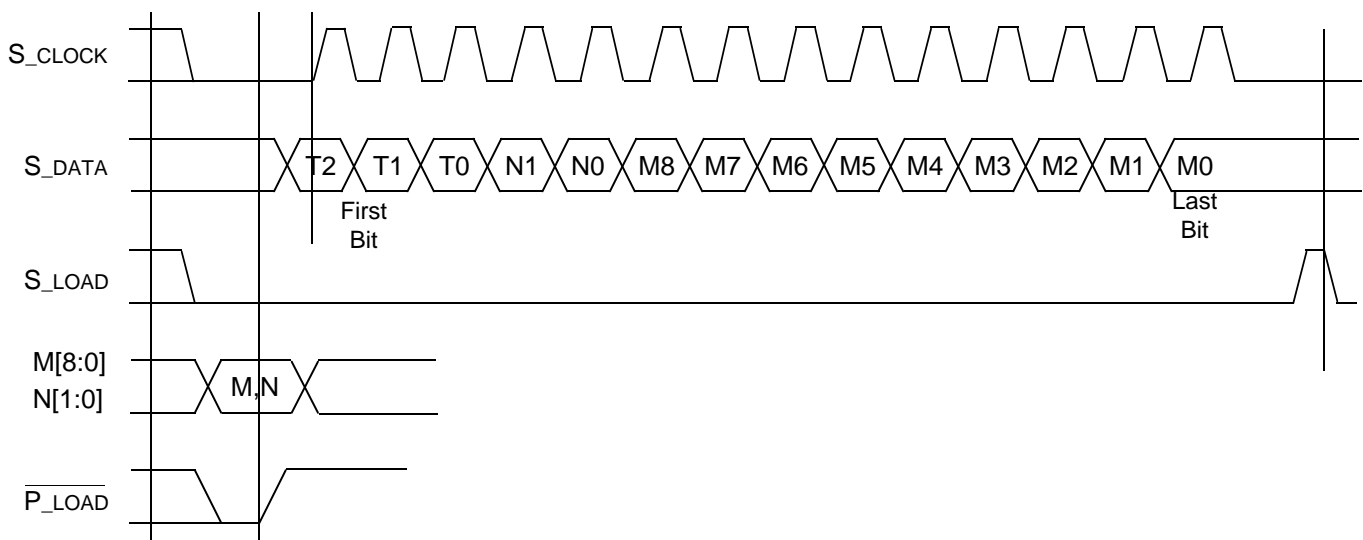 S_CLOCK
S_DATA T2 T1 T0 N1 N0 M8 M7 M6 M5 M4 M3 M2 M1 M0
First
Bit
Last
Bit
S_LOAD
M[8:0]
N[1:0]
M,N
P_LOAD